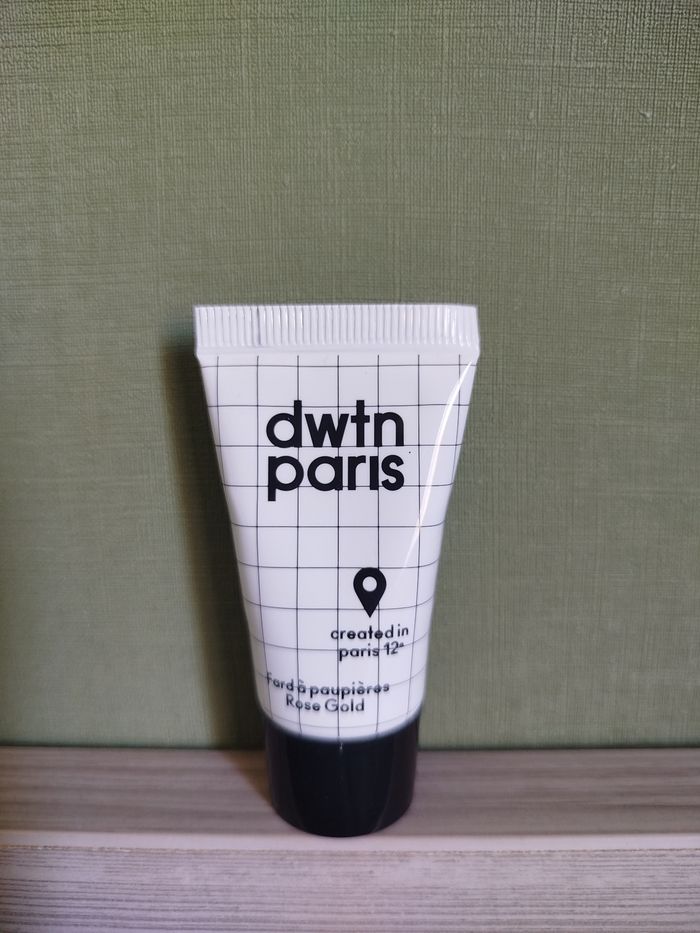 dwtn
paris
created in
paris 12e
Fard à paupières
Rose Gold